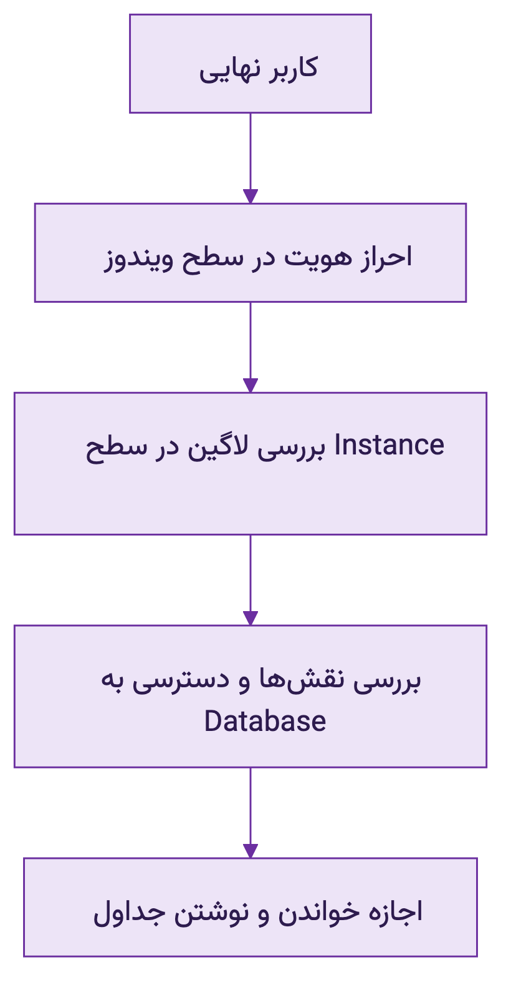 کاربر نهایی
احراز هویت در سطح ویندوز
بررسی لاگین در سطح Instance
بررسی نقش‌ها و دسترسی به
Database
اجازه خواندن و نوشتن جداول